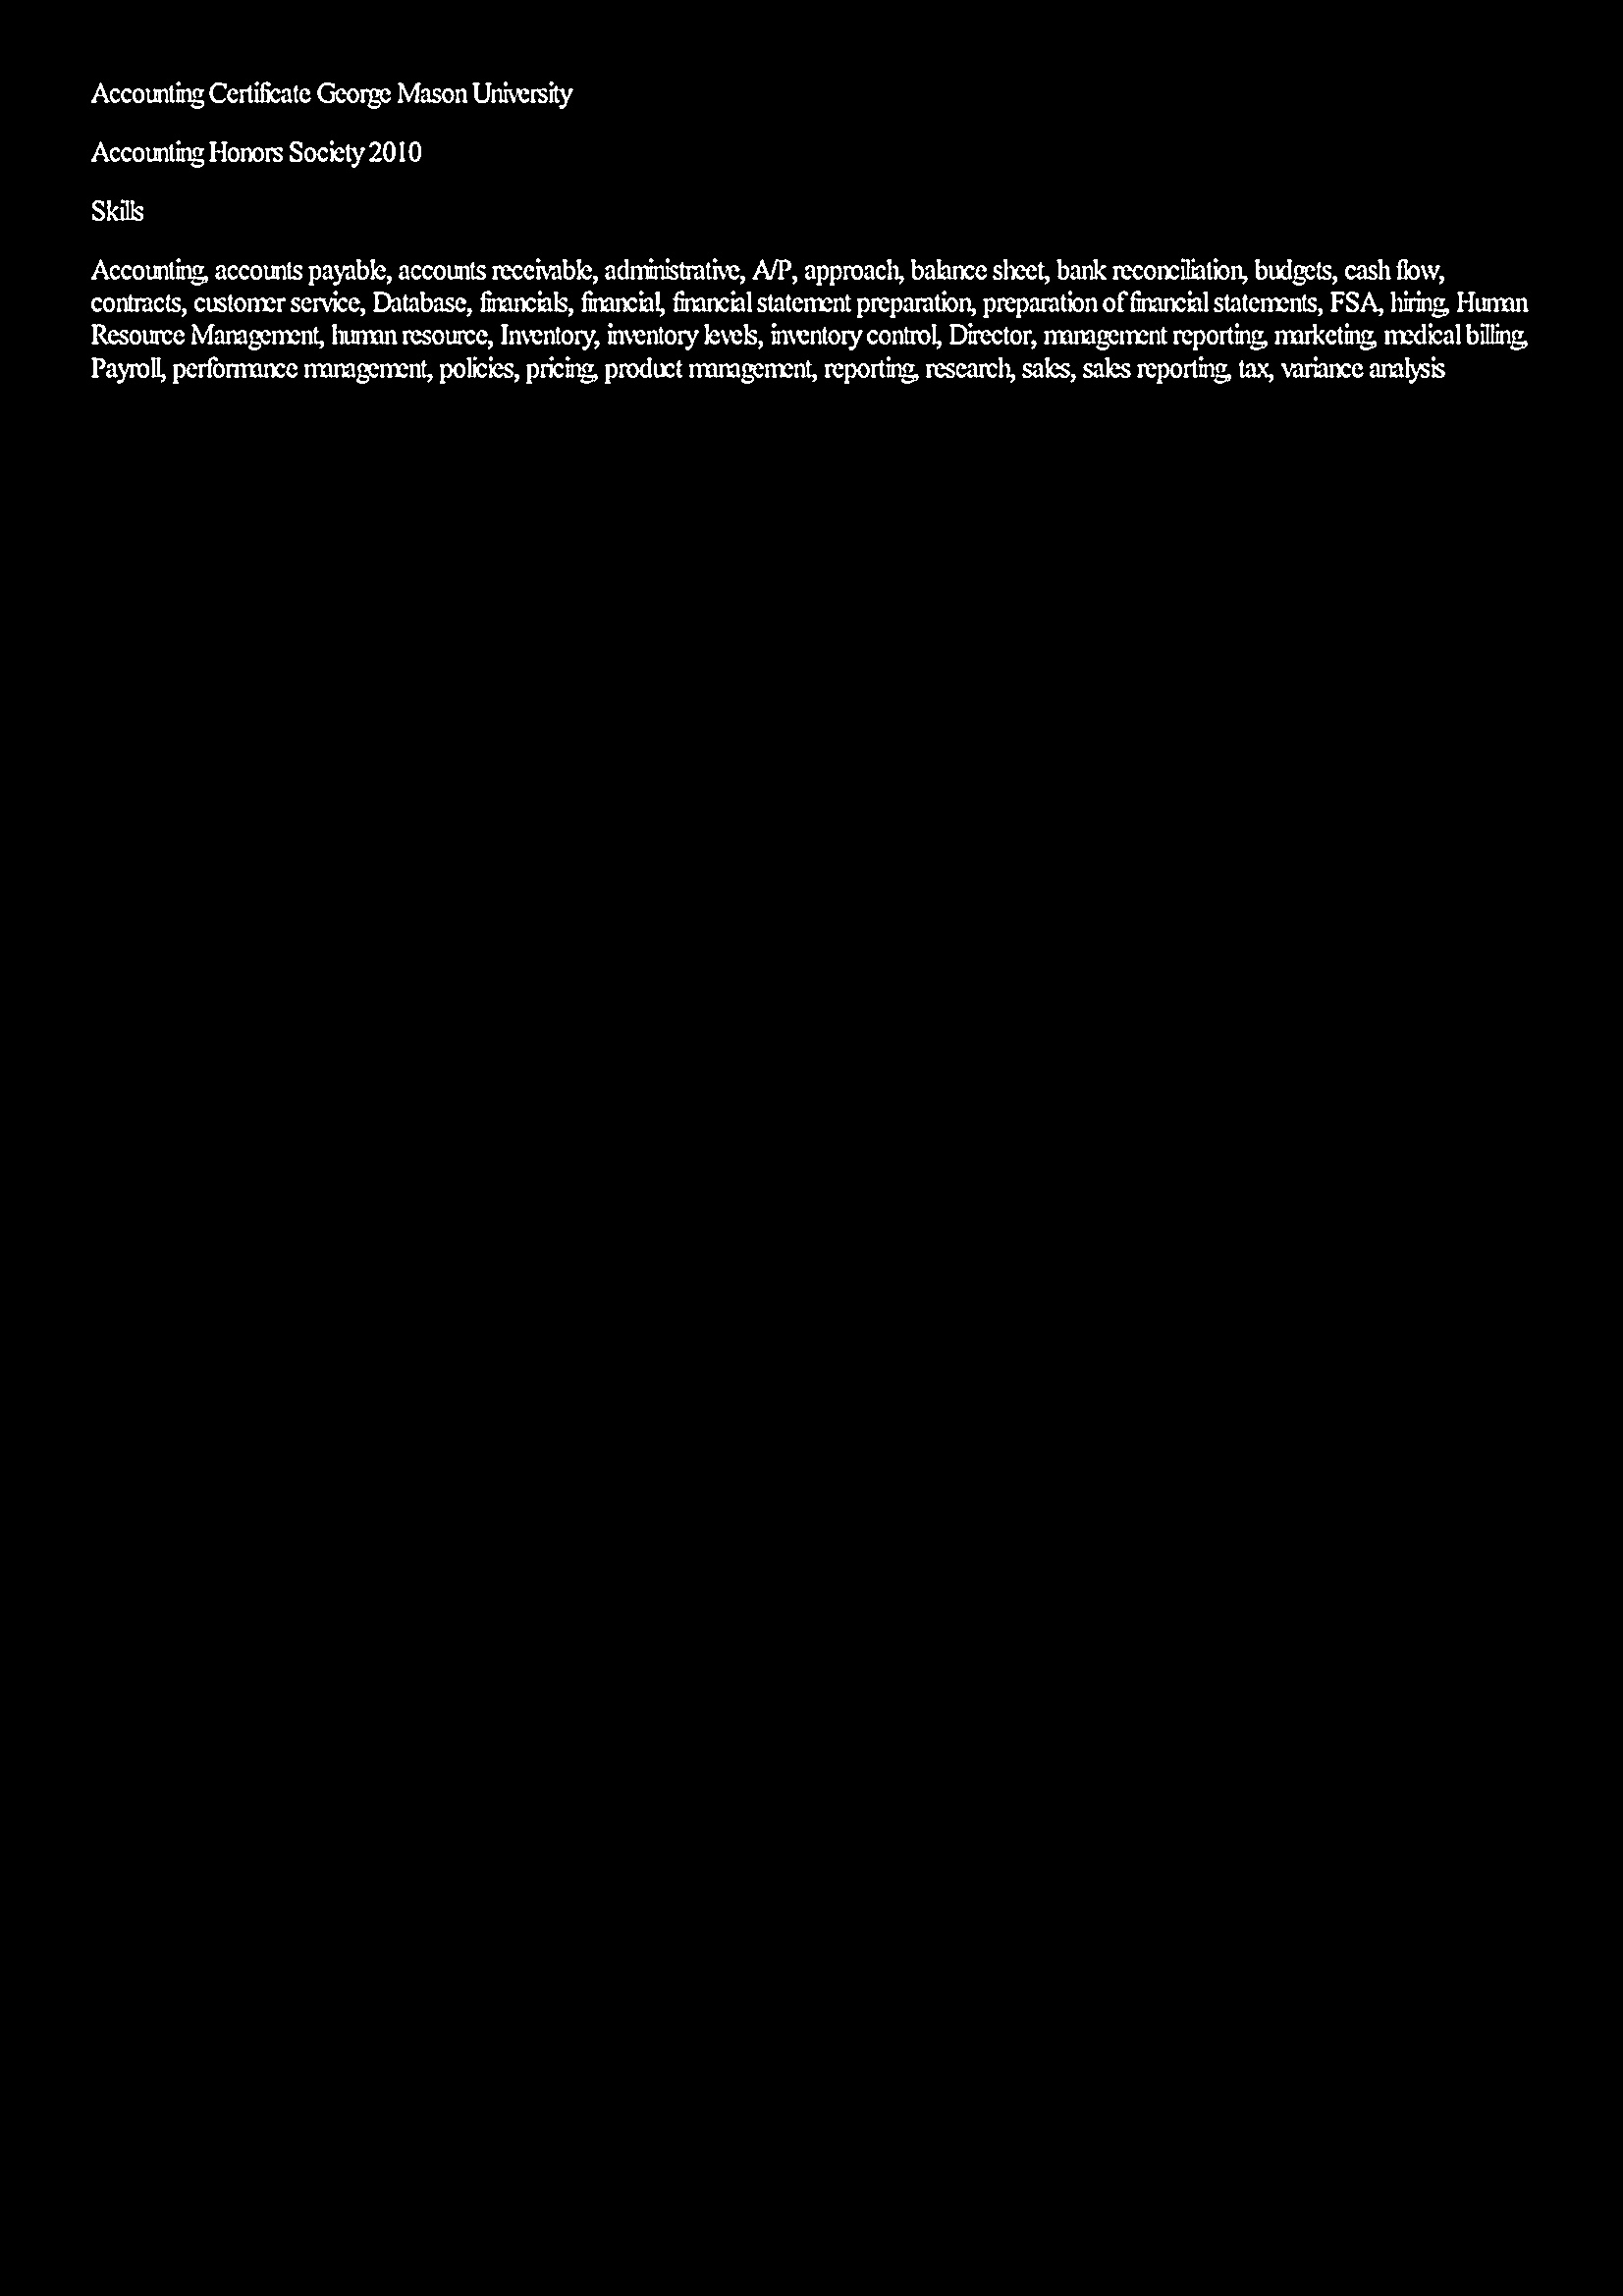 Accounting Certificate George Mason University
Accounting Honors Society 2010
Skills
Accounting, accounts payable, accounts receivable, administrative, A/P, approach, balance sheet, bank reconciliation, budgets, cash flow,
contracts, customer service, Database, financials, financial, financial statement preparation, preparation of financial statements, FSA, hiring, Human
Resource Management, human resource, Inventory, inventory levels, inventory control, Director, management reporting, marketing, medical billing,
Payroll, performance management, policies, pricing, product management, reporting, research, sales, sales reporting, tax, variance analysis